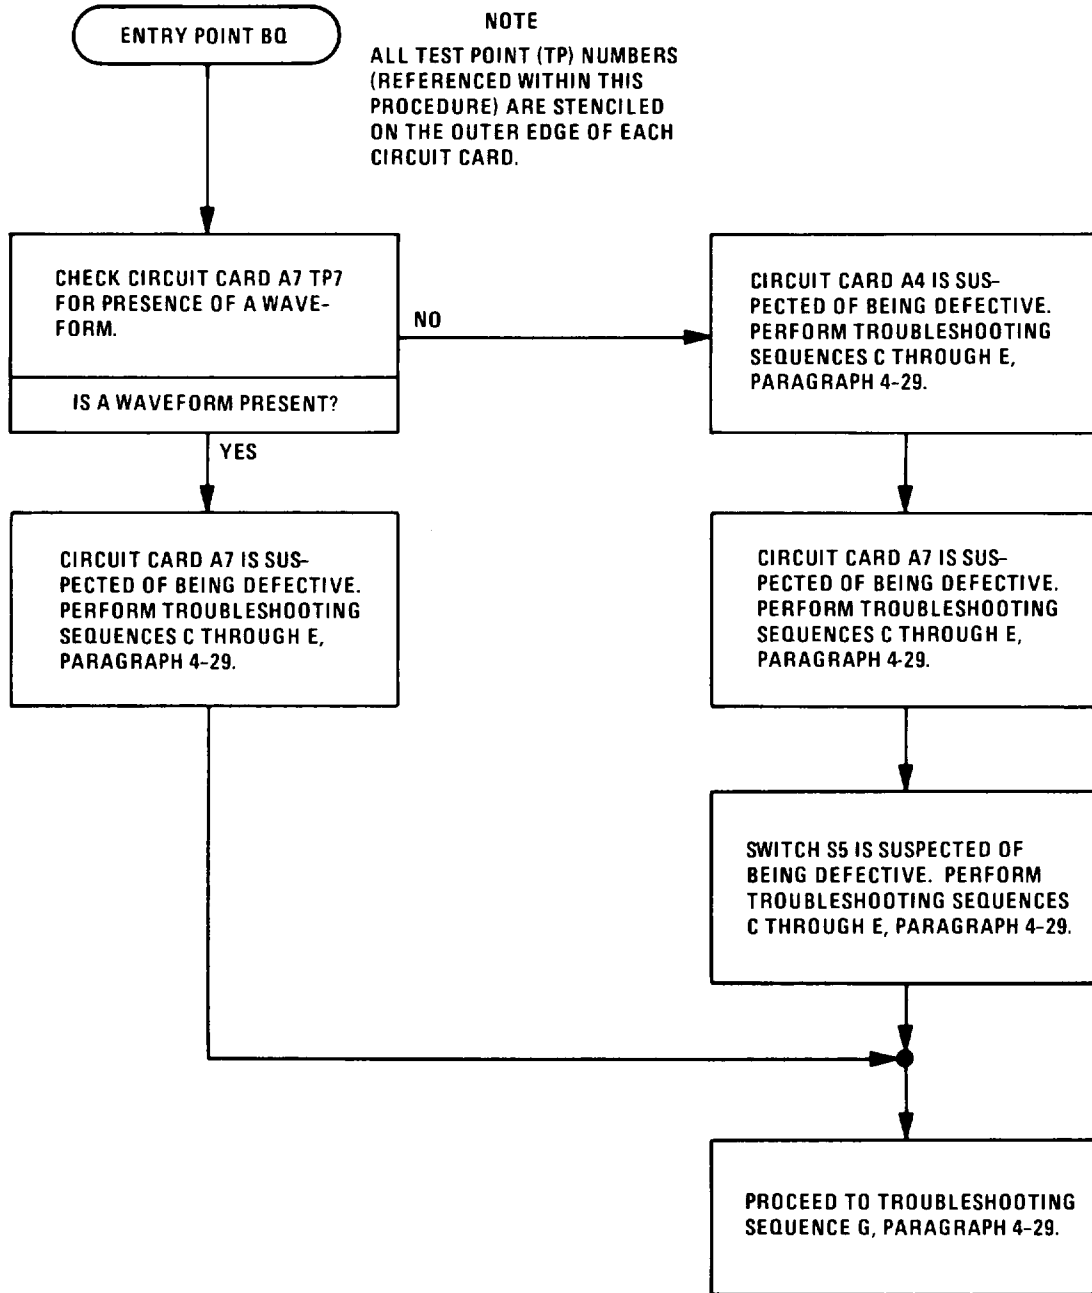 ENTRY POINT BQ
NOTE
ALL TEST POINT (TP) NUMBERS
(REFERENCED WITHIN THIS
PROCEDURE) ARE STENCILED
ON THE OUTER EDGE OF EACH
CIRCUIT CARD.
CHECK CIRCUIT CARD A7 TP7
FOR PRESENCE OF A WAVE-
FORM.
IS A WAVEFORM PRESENT?
NO
YES
CIRCUIT CARD A4 IS SUS-
PECTED OF BEING DEFECTIVE.
PERFORM TROUBLESHOOTING
SEQUENCES C THROUGH E,
PARAGRAPH 4-29.
CIRCUIT CARD A7 IS SUS-
PECTED OF BEING DEFECTIVE.
PERFORM TROUBLESHOOTING
SEQUENCES C THROUGH E,
PARAGRAPH 4-29.
CIRCUIT CARD A7 IS SUS-
PECTED OF BEING DEFECTIVE.
PERFORM TROUBLESHOOTING
SEQUENCES C THROUGH E,
PARAGRAPH 4-29.
SWITCH S5 IS SUSPECTED OF
BEING DEFECTIVE. PERFORM
TROUBLESHOOTING SEQUENCES
C THROUGH E, PARAGRAPH 4-29.
PROCEED TO TROUBLESHOOTING
SEQUENCE G, PARAGRAPH 4-29.